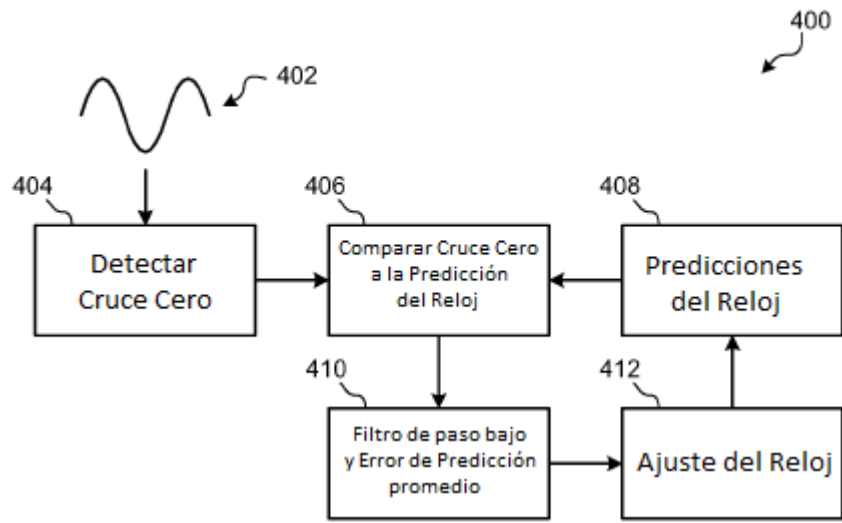 400
402
404
Detectar
Cruce Cero
406
Comparar Cruce Cero
a la Predicción
del Reloj
408
Predicciones
del Reloj
410
Filtro de paso bajo
y Error de Predicción
promedio
412
Ajuste del Reloj